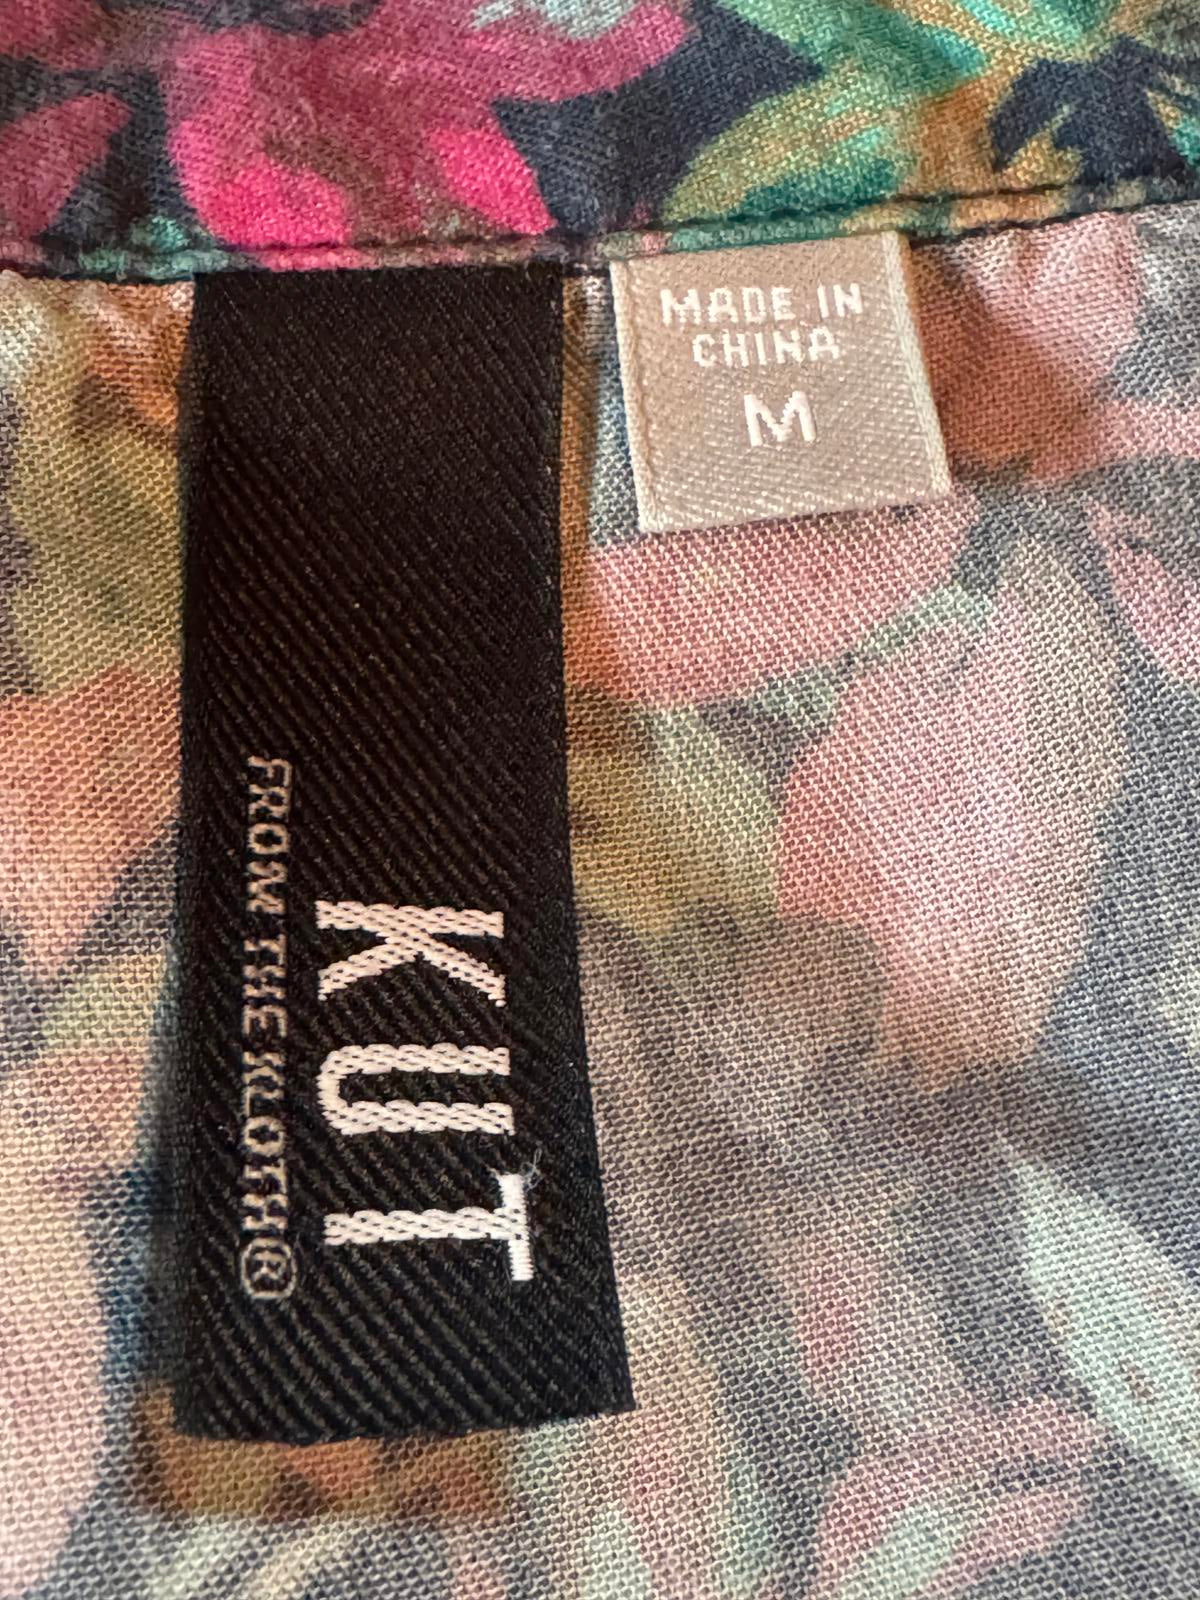 MADE IN
CHINA
M
KUT
FROM THE KLOTH®